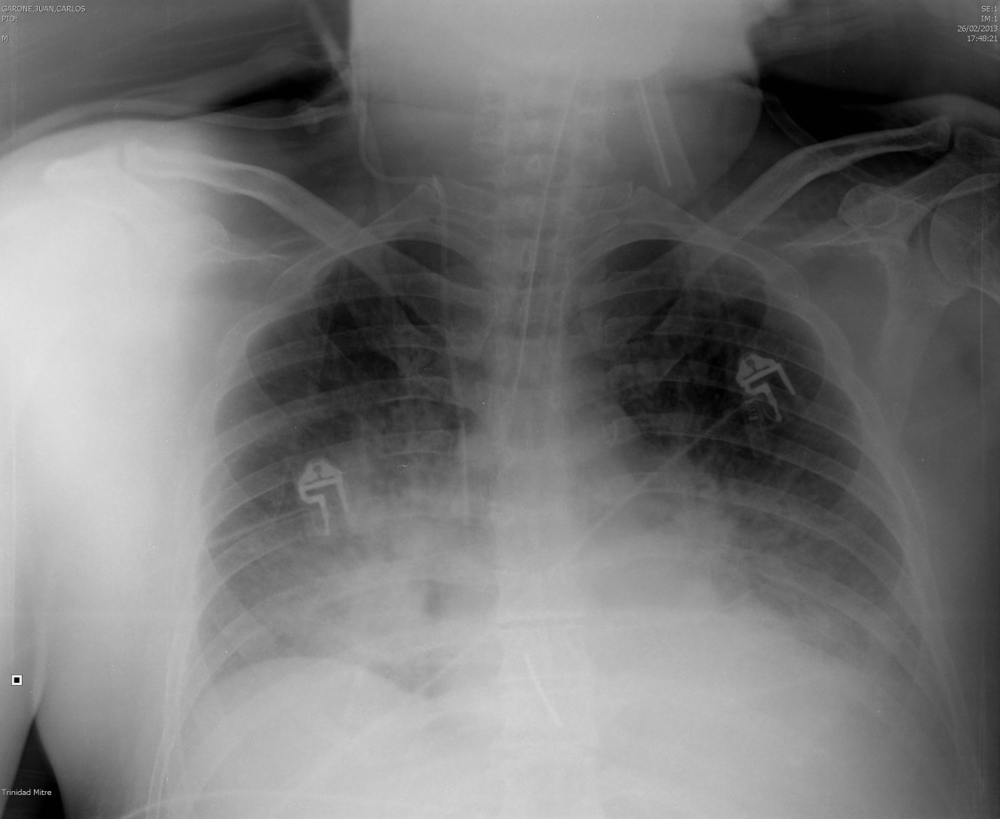 GARONE,JUAN,CARLOS
PID:
M
SE:1
IM:1
26/02/2013
17:48:21
Trinidad Mitre